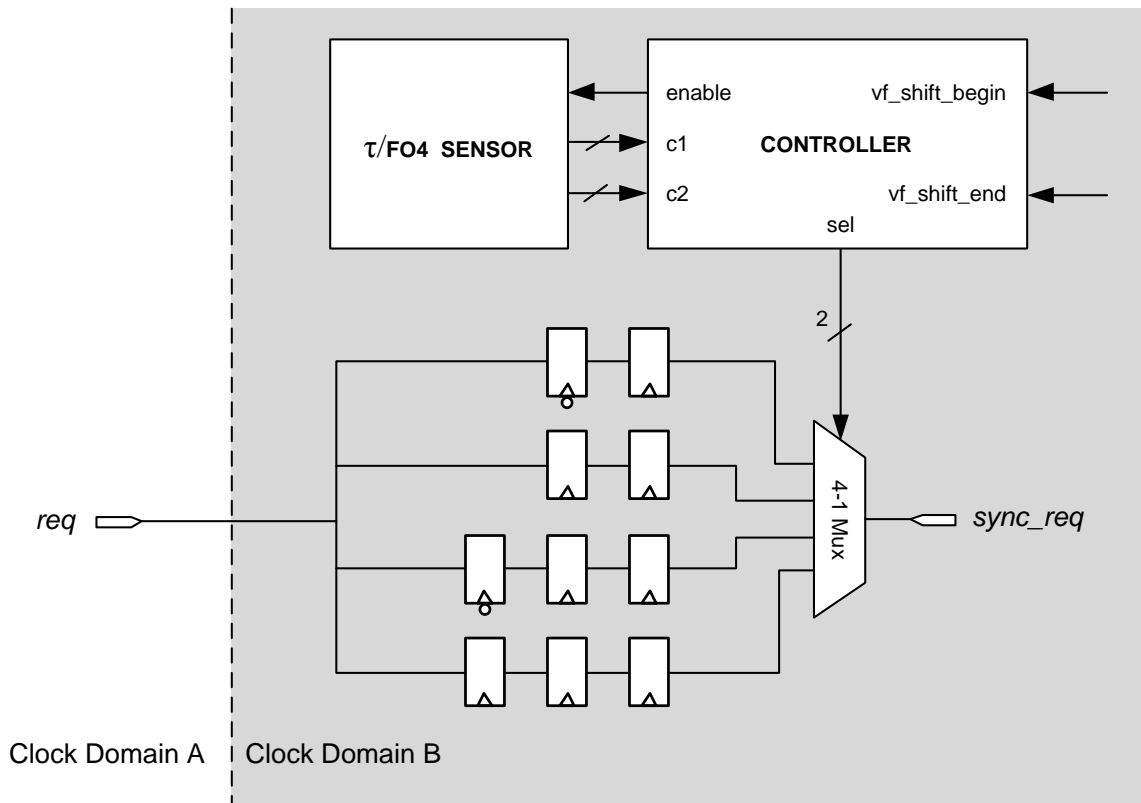 τ/FO4 SENSOR
enable
c1
c2
CONTROLLER
vf_shift_begin
vf_shift_end
sel
2
4-1 Mux
req
sync_req
Clock Domain A
Clock Domain B